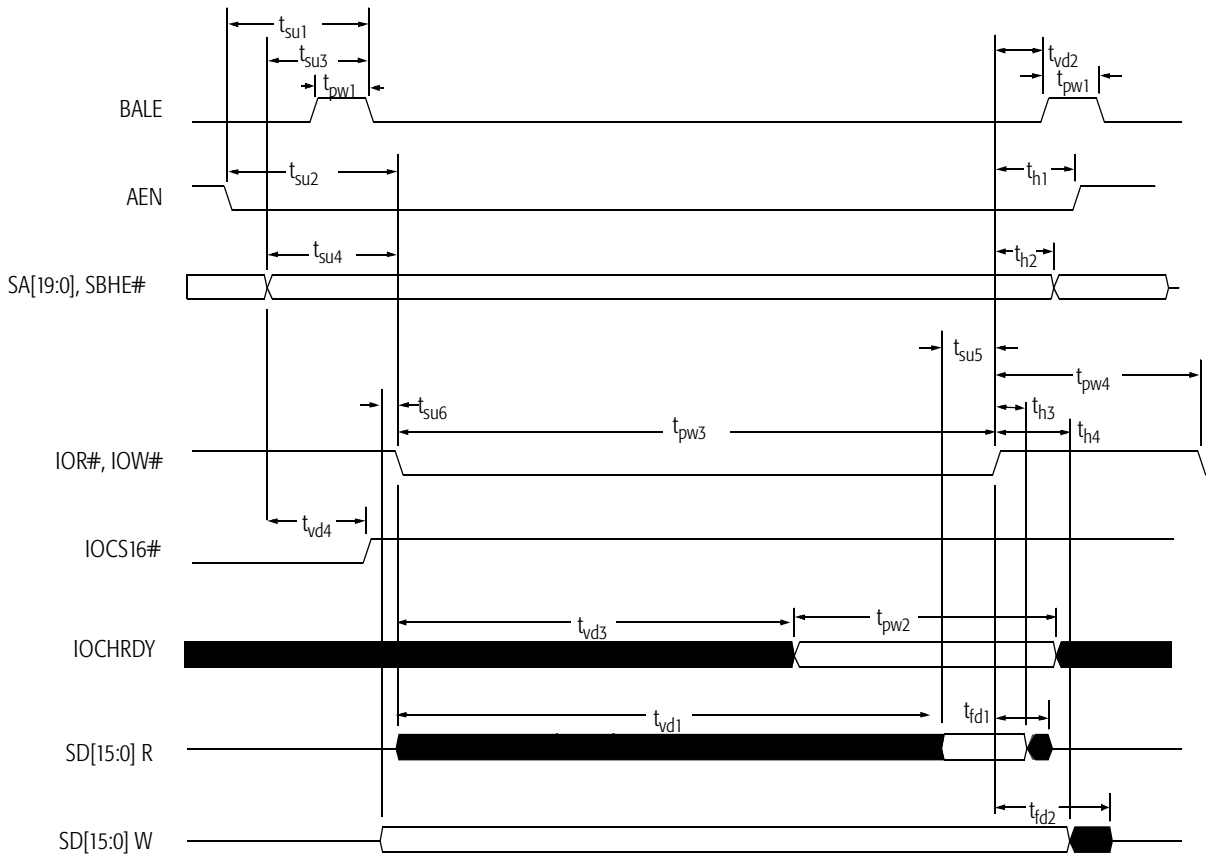 tsu1
tsu3
tpw1
BALE
tvd2
tpw1
tsu2
th1
AEN
tsu4
th2
SA[19:0], SBHE#
tsu5
tpw4
tsu6
th3
tpw3
th4
IOR#, IOW#
tvd4
IOCS16#
tvd3
tpw2
IOCHRDY
tvd1
tfd1
SD[15:0] R
tfd2
SD[15:0] W